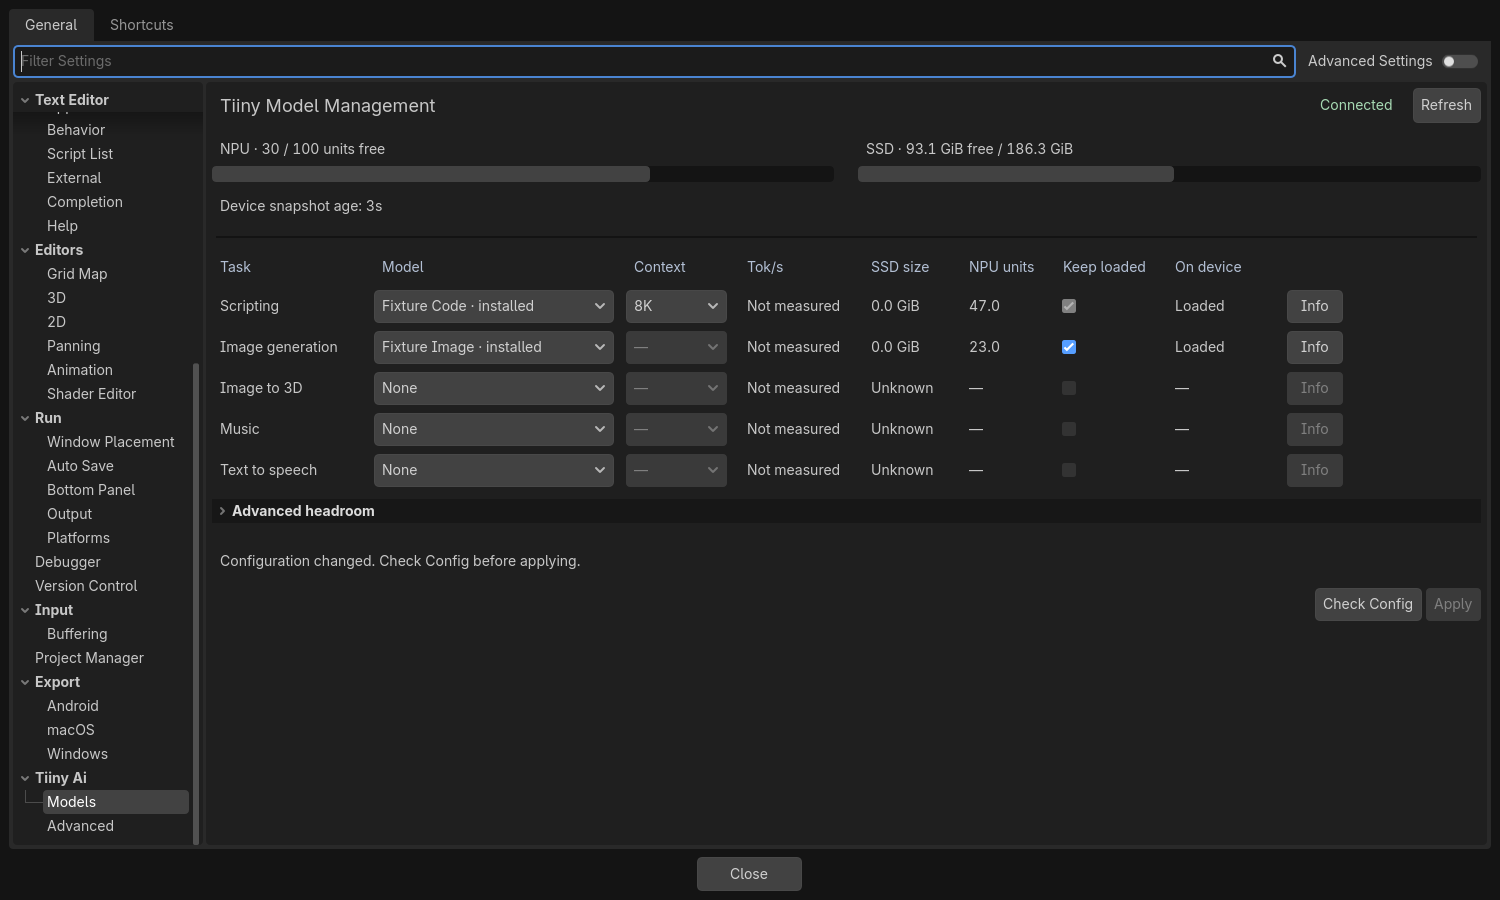 General Shortcuts
Filter Settings Advanced Settings
Text Editor
Behavior
Script List
External
Completion
Help
Editors
Grid Map
3D
2D
Panning
Animation
Shader Editor
Run
Window Placement
Auto Save
Bottom Panel
Output
Platforms
Debugger
Version Control
Input
Buffering
Project Manager
Export
Android
macOS
Windows
Tiiny Ai
Models
Advanced
Tiiny Model Management Connected Refresh
NPU · 30 / 100 units free SSD · 93.1 GiB free / 186.3 GiB
Device snapshot age: 3s
Task Model Context Tok/s SSD size NPU units Keep loaded On device
Scripting Fixture Code · installed 8K Not measured 0.0 GiB 47.0 Loaded Info
Image generation Fixture Image · installed — Not measured 0.0 GiB 23.0 Loaded Info
Image to 3D None — Not measured Unknown — — Info
Music None — Not measured Unknown — — Info
Text to speech None — Not measured Unknown — — Info
Advanced headroom
Configuration changed. Check Config before applying.
Check Config Apply
Close